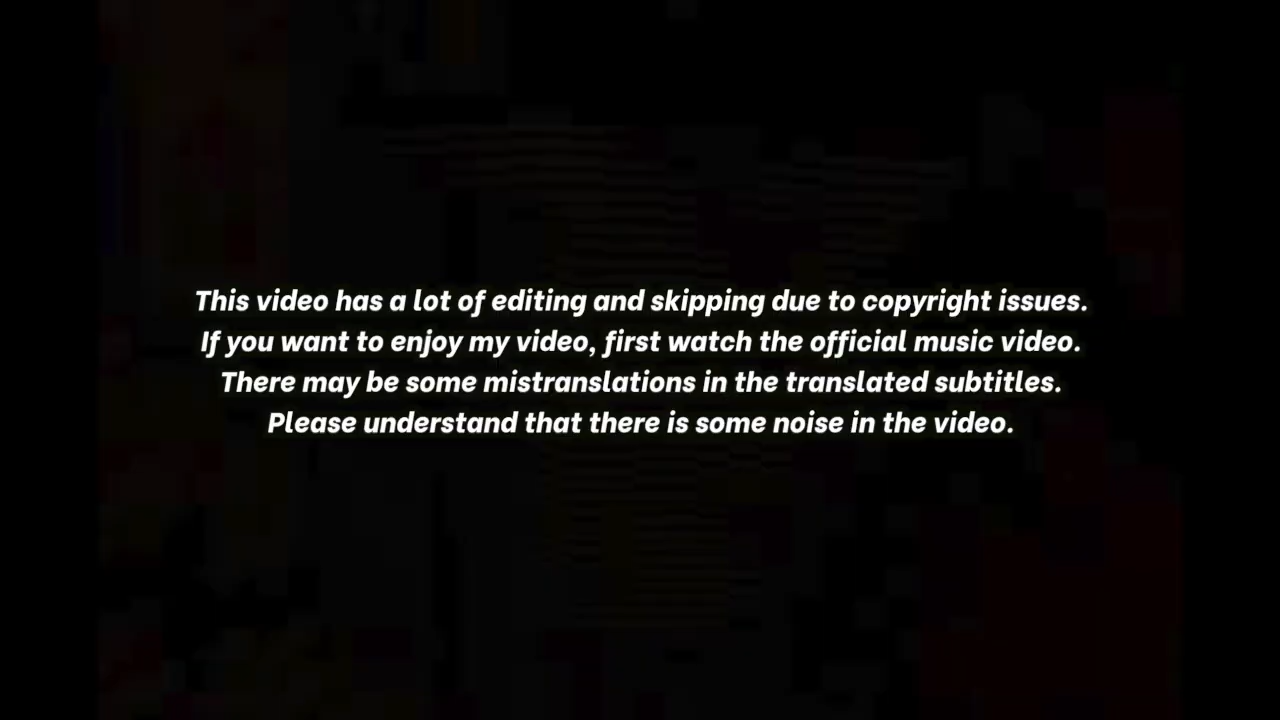 This video has a lot of editing and skipping due to copyright issues.
If you want to enjoy my video, first watch the official music video.
There may be some mistranslations in the translated subtitles.
Please understand that there is some noise in the video.